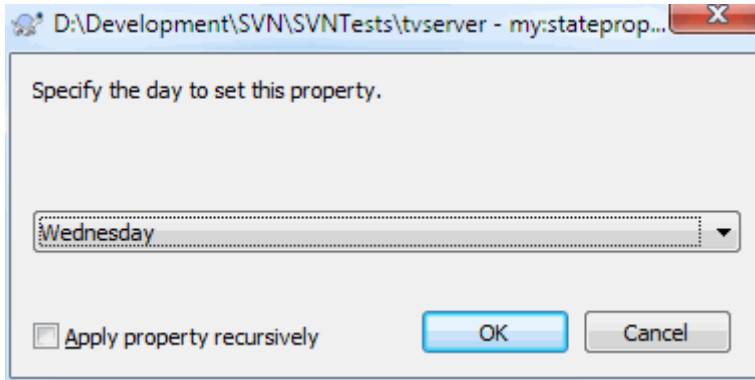 D:\Development\SVN\SVNTests\tvserver - my:stateprop...
Specify the day to set this property.
Wednesday
Apply property recursively
OK
Cancel